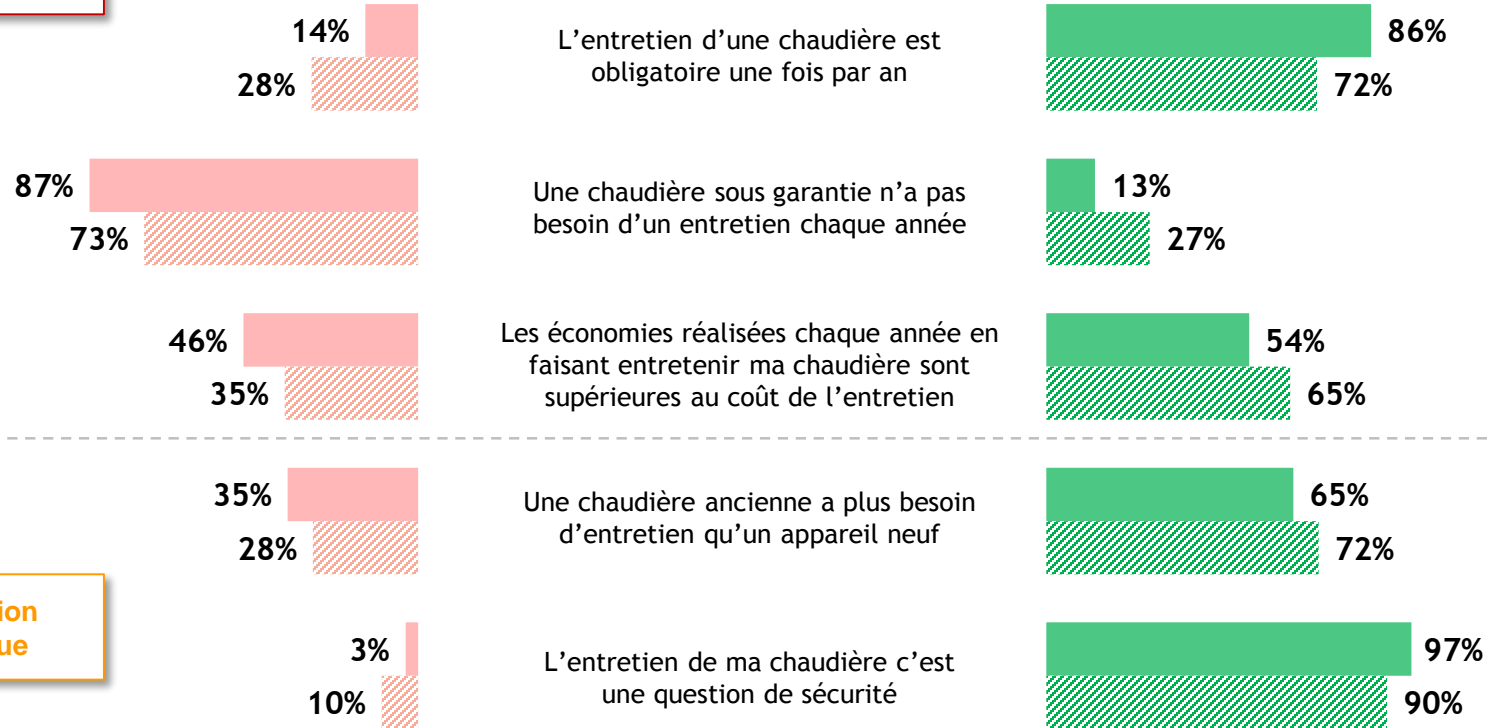 14%
L’entretien d’une chaudière est
86%
28%
obligatoire une fois par an
72%
87%
Une chaudière sous garantie n’a pas
13%
73%
besoin d’un entretien chaque année
27%
46%
Les économies réalisées chaque année en
54%
faisant entretenir ma chaudière sont
35%
supérieures au coût de l’entretien
65%
35%
Une chaudière ancienne a plus besoin
65%
28%
d’entretien qu’un appareil neuf
72%
3%
L’entretien de ma chaudière c’est
97%
10%
une question de sécurité
90%